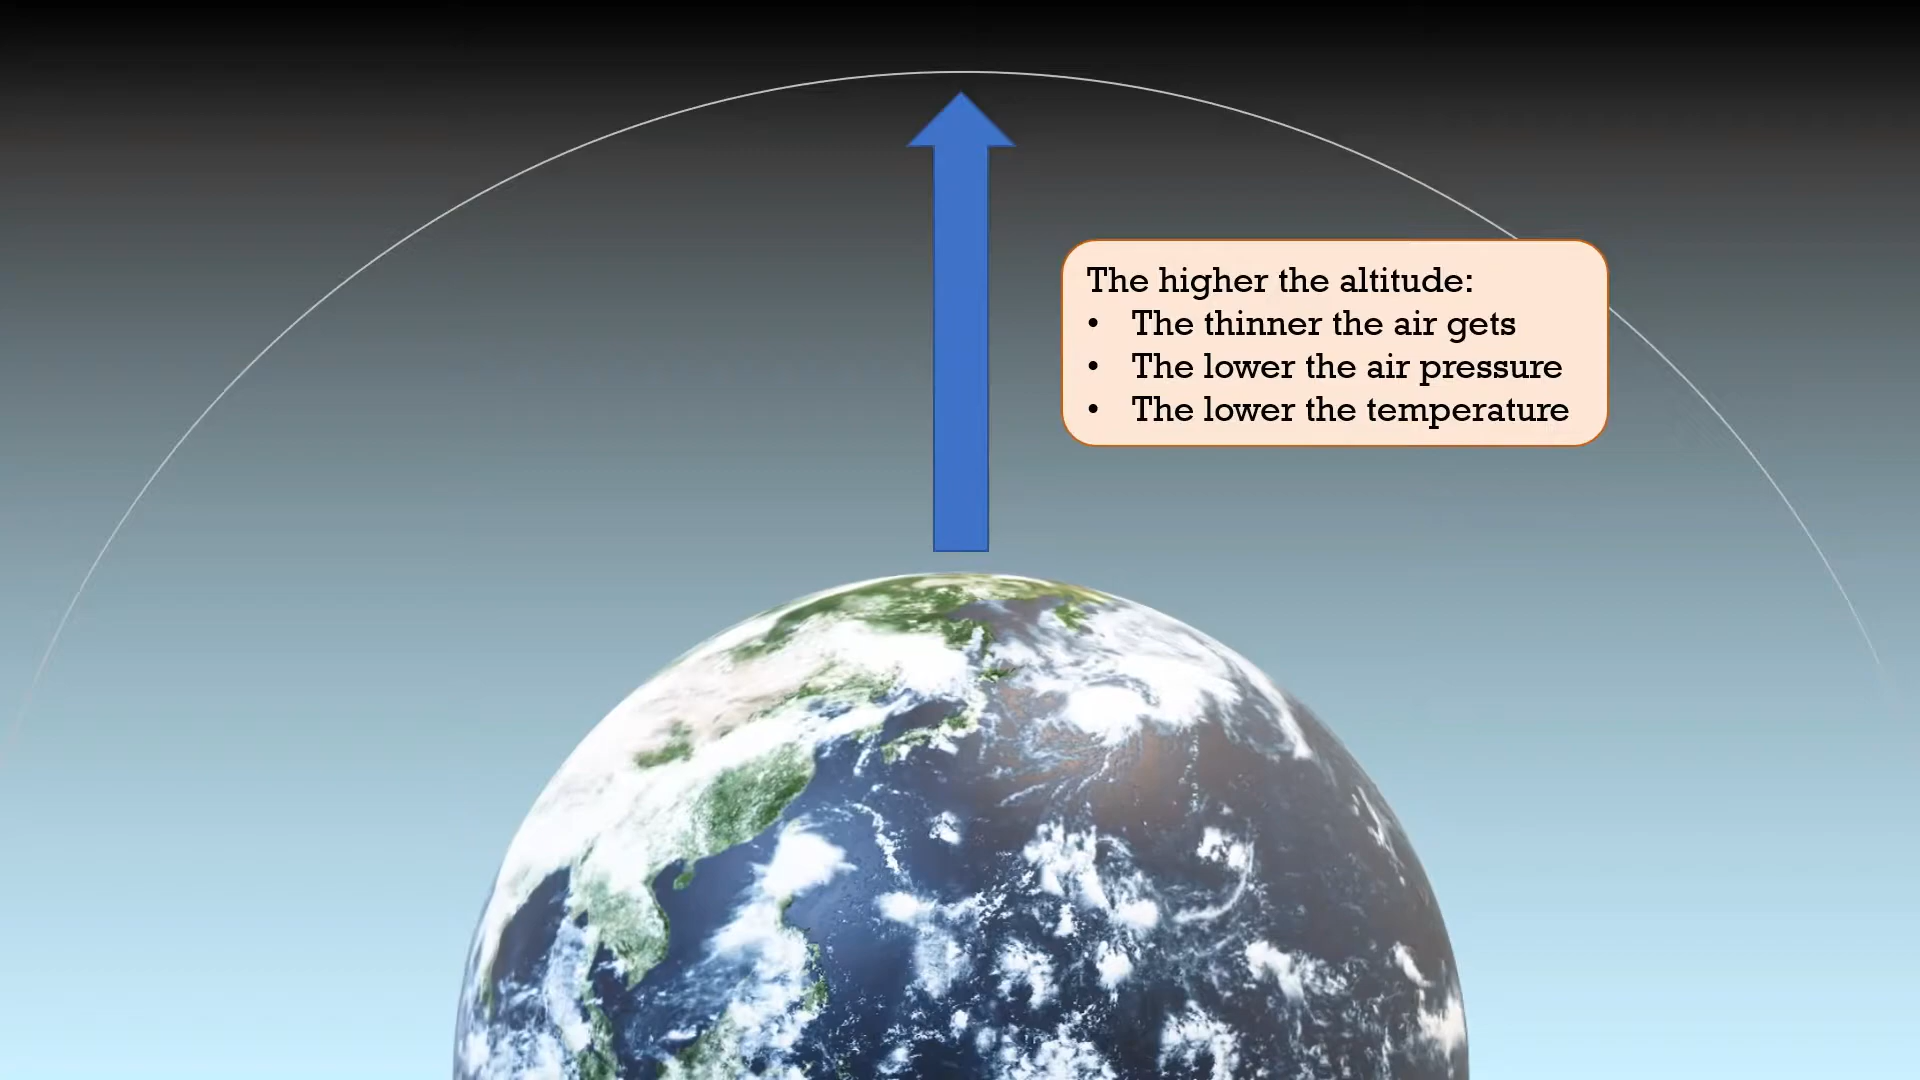 The higher the altitude:
• The thinner the air gets
• The lower the air pressure
• The lower the temperature